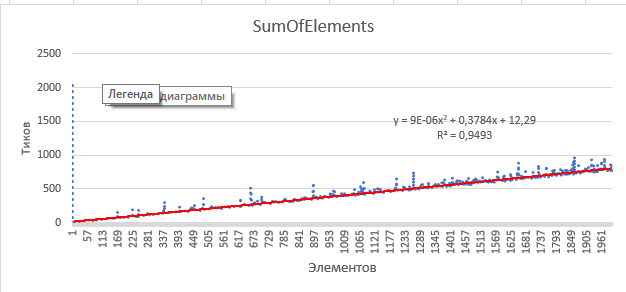 SumOfElements
2500
2000
1500
1000
500
0
Тиков
Легенда диаграммы
y = 9E-06x² + 0,3784x + 12,29
R² = 0,9493
1 57 113 169 225 281 337 393 449 505 561 617 673 729 785 841 897 953 1009 1065 1121 1177 1233 1289 1345 1401 1457 1513 1569 1625 1681 1737 1793 1849 1905 1961
Элементов